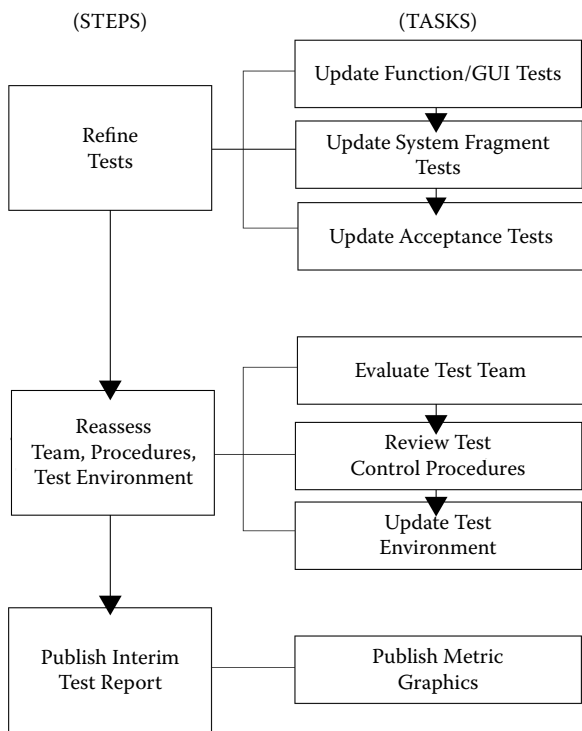 (STEPS)
(TASKS)
Refine
Tests
Update Function/GUI Tests
Update System Fragment
Tests
Update Acceptance Tests
Reassess
Team, Procedures,
Test Environment
Evaluate Test Team
Review Test
Control Procedures
Update Test
Environment
Publish Interim
Test Report
Publish Metric
Graphics